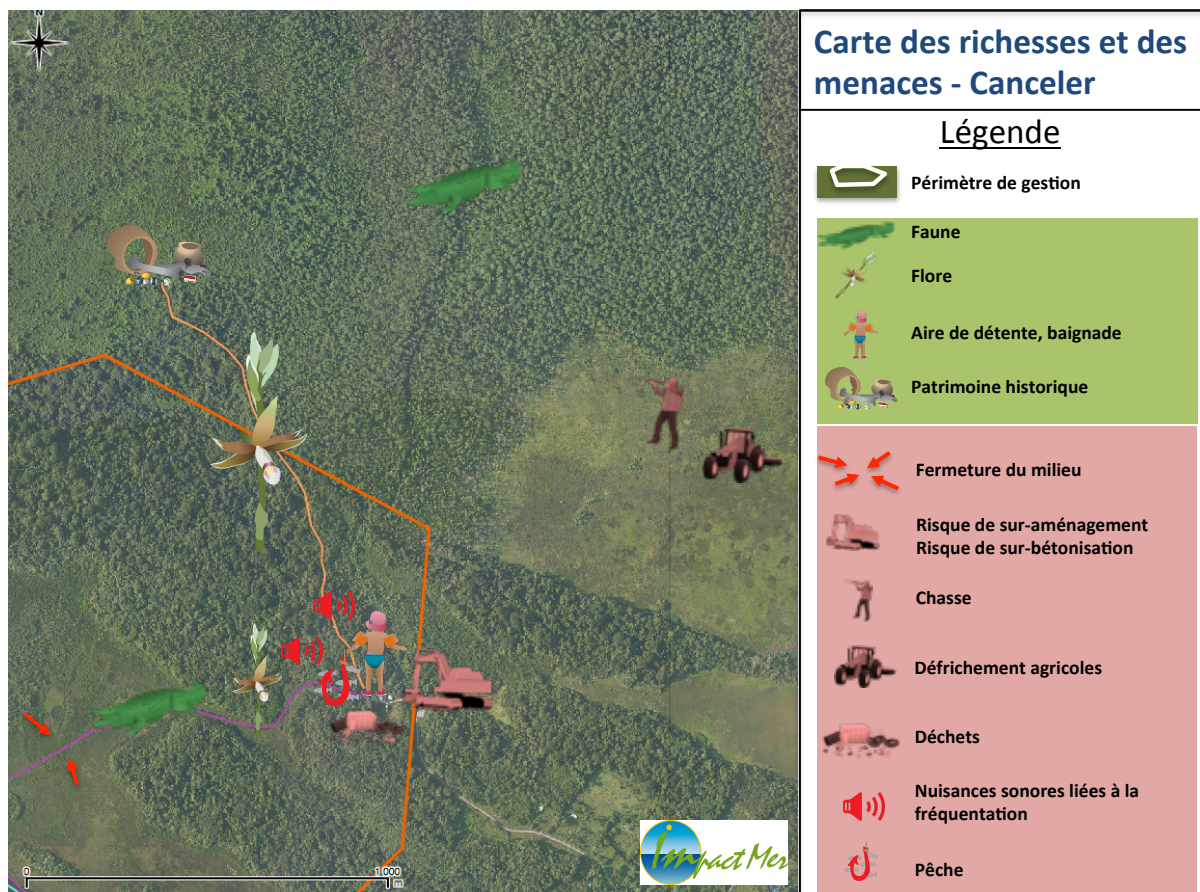 N
Carte des richesses et des
menaces - Canceler
Légende
Périmètre de gestion
Faune
Flore
Aire de détente, baignade
Patrimoine historique
Fermeture du milieu
Risque de sur-aménagement
Risque de sur-bétonisation
Chasse
Défrichement agricoles
Déchets
Nuisances sonores liées à la
fréquentation
Pêche
Impact Mer
0 1,000
m